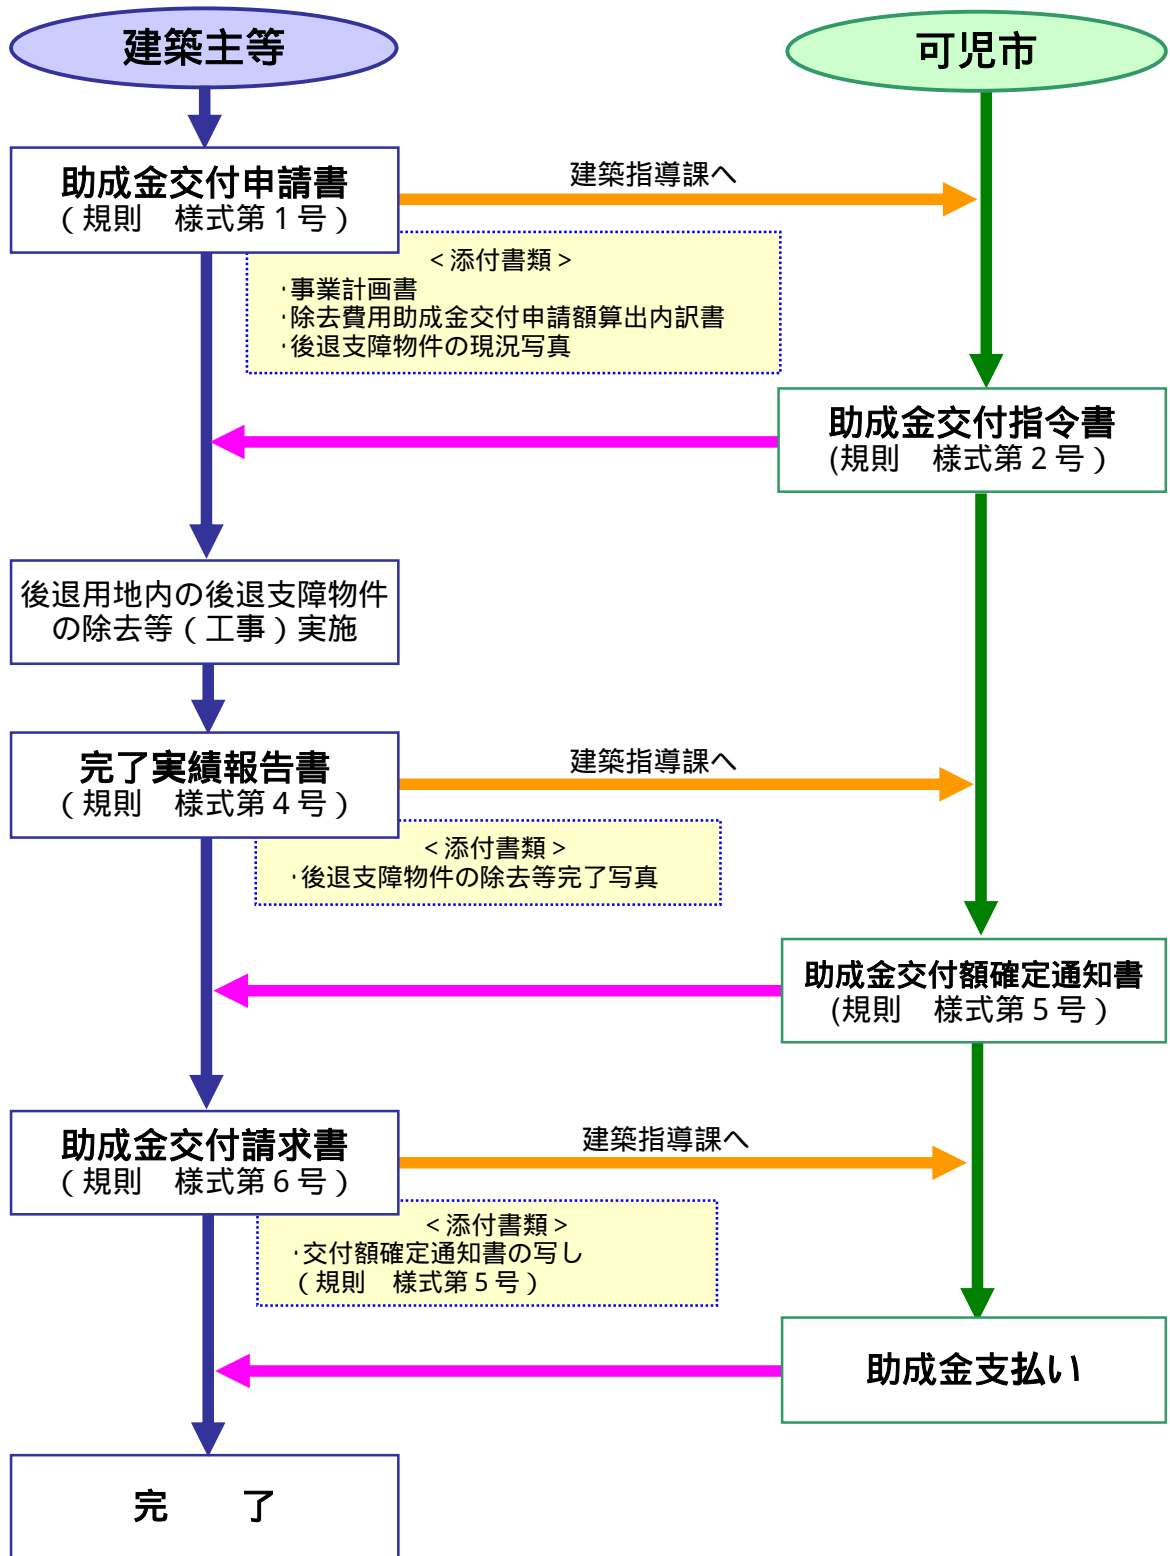 建築主等
可児市
助成金交付申請書
（規則　様式第１号）
建築指導課へ
＜添付書類＞
・事業計画書
・除去費用助成金交付申請額算出内訳書
・後退支障物件の現況写真
助成金交付指令書
(規則　様式第２号）
後退用地内の後退支障物件
の除去等（工事）実施
完了実績報告書
（規則　様式第４号）
建築指導課へ
＜添付書類＞
・後退支障物件の除去等完了写真
助成金交付額確定通知書
(規則　様式第５号）
助成金交付請求書
（規則　様式第６号）
建築指導課へ
＜添付書類＞
・交付額確定通知書の写し
（規則　様式第５号）
助成金支払い
完　　了